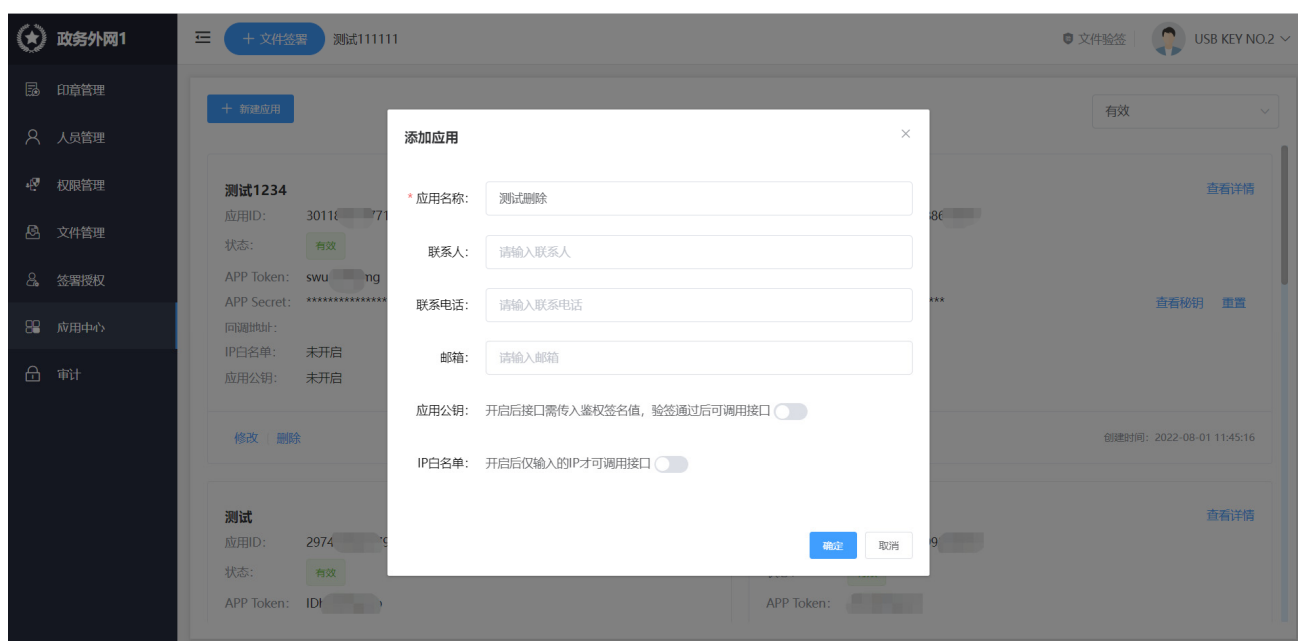 政务外网1
文件签署
测试111111
文件验签
USB KEY NO.2
印章管理
人员管理
权限管理
文件管理
签署授权
应用中心
审计
新建应用
有效
测试1234
查看详情
应用ID:
状态:
有效
APP Token:
APP Secret: ***************
***
查看秘钥 重置
回调地址:
IP白名单: 未开启
应用公钥: 未开启
修改 删除
创建时间: 2022-08-01 11:45:16
添加应用
* 应用名称: 测试删除
联系人: 请输入联系人
联系电话: 请输入联系电话
邮箱: 请输入邮箱
应用公钥: 开启后接口需传入鉴权签名值，验签通过后可调用接口
IP白名单: 开启后仅输入的IP才可调用接口
确定 取消
测试
查看详情
应用ID: 2974
状态:
有效
APP Token:
APP Token: